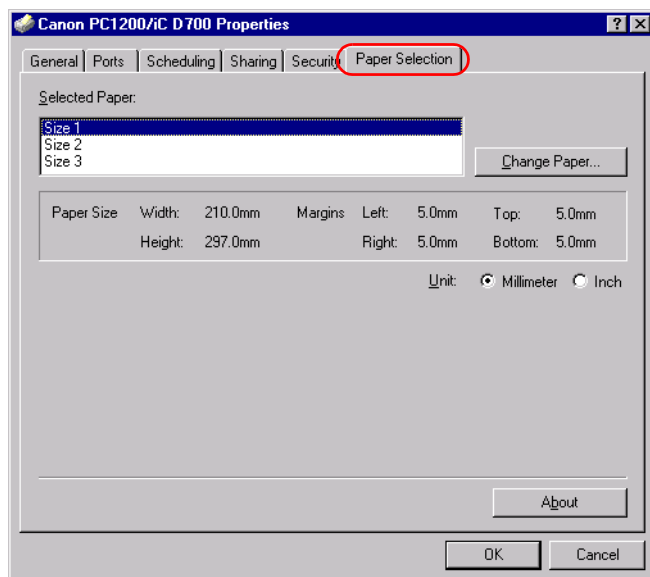 Canon PC1200/iC D700 Properties
General Ports Scheduling Sharing Security Paper Selection
Selected Paper:
Size 1
Size 2
Size 3
Change Paper...
Paper Size Width: 210.0mm Margins Left: 5.0mm Top: 5.0mm
Height: 297.0mm Right: 5.0mm Bottom: 5.0mm
Unit: Millimeter Inch
About
OK Cancel